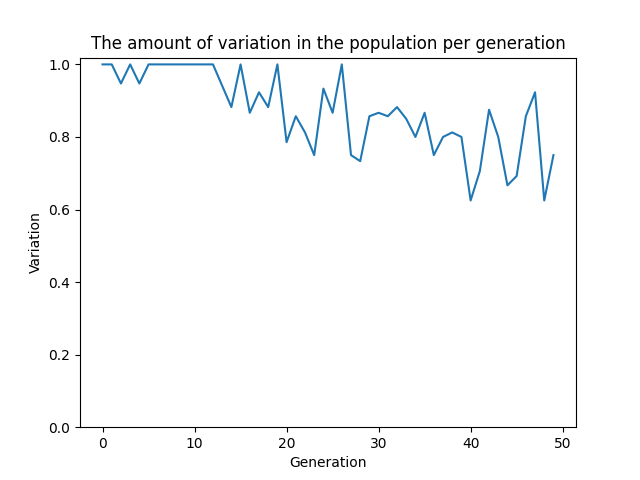 The amount of variation in the population per generation
1.0
0.8
0.6
0.4
0.2
0.0
Variation
0 10 20 30 40 50
Generation